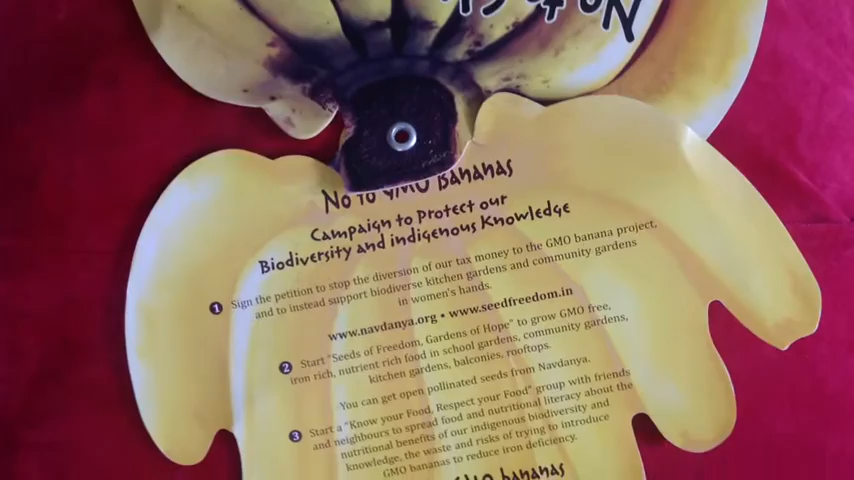 No to GMO Bananas
Campaign to Protect our
Biodiversity and indigenous Knowledge
1 Sign the petition to stop the diversion of our tax money to the GMO banana project,
and to instead support biodiverse kitchen gardens and community gardens
in women's hands.
www.navdanya.org • www.seedfreedom.in
2 Start "Seeds of Freedom, Gardens of Hope" to grow GMO free,
iron rich, nutrient rich food in school gardens, community gardens,
kitchen gardens, balconies, rooftops.
You can get open pollinated seeds from Navdanya.
3 Start a "Know your Food, Respect your Food" group with friends
and neighbours to spread food and nutritional literacy about the
nutritional benefits of our indigenous biodiversity and
knowledge, the waste and risks of trying to introduce
GMO bananas to reduce iron deficiency.
GMO bananas